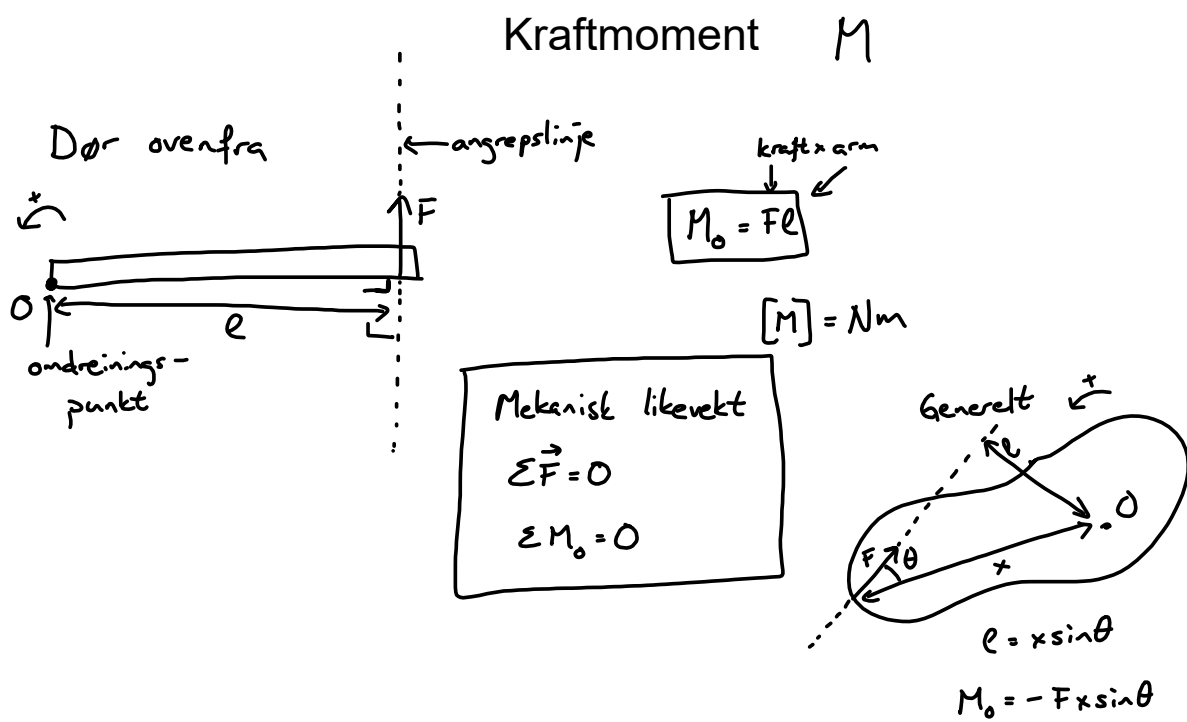 Kraftmoment M
Dør ovenfra
angrepslinje
kraft × arm
+
F
M₀ = Fl
O
l
[M] = Nm
omdreinings-
punkt
Mekanisk likevekt
ΣF⃗ = 0
ΣM₀ = 0
Generelt
+
l
O
F
θ
x
l = x sinθ
M₀ = - F x sinθ